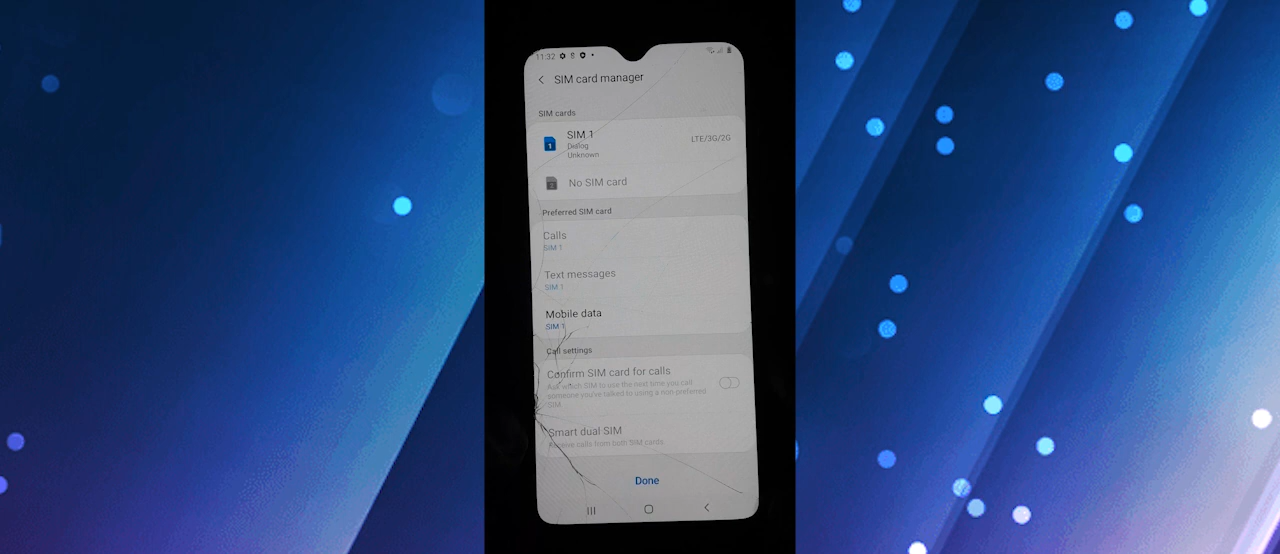 11:32
SIM card manager
SIM cards
SIM 1
LTE/3G/2G
1
Dialog
Unknown
No SIM card
Preferred SIM card
Calls
SIM 1
Text messages
SIM 1
Mobile data
SIM 1
Call settings
Confirm SIM card for calls
Ask which SIM to use the next time you call
someone you've talked to using a non-preferred
SIM.
Smart dual SIM
Receive calls from both SIM cards.
Done